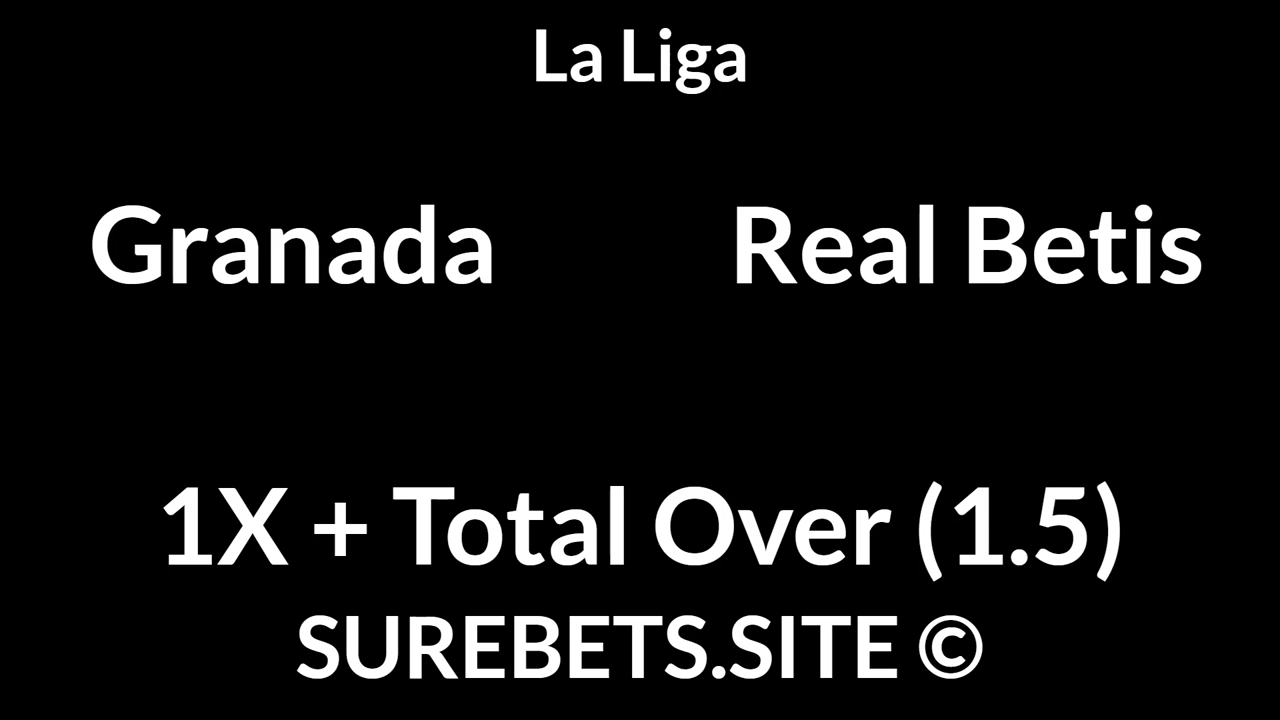 La Liga
Granada Real Betis
1X + Total Over (1.5)
SUREBETS.SITE ©